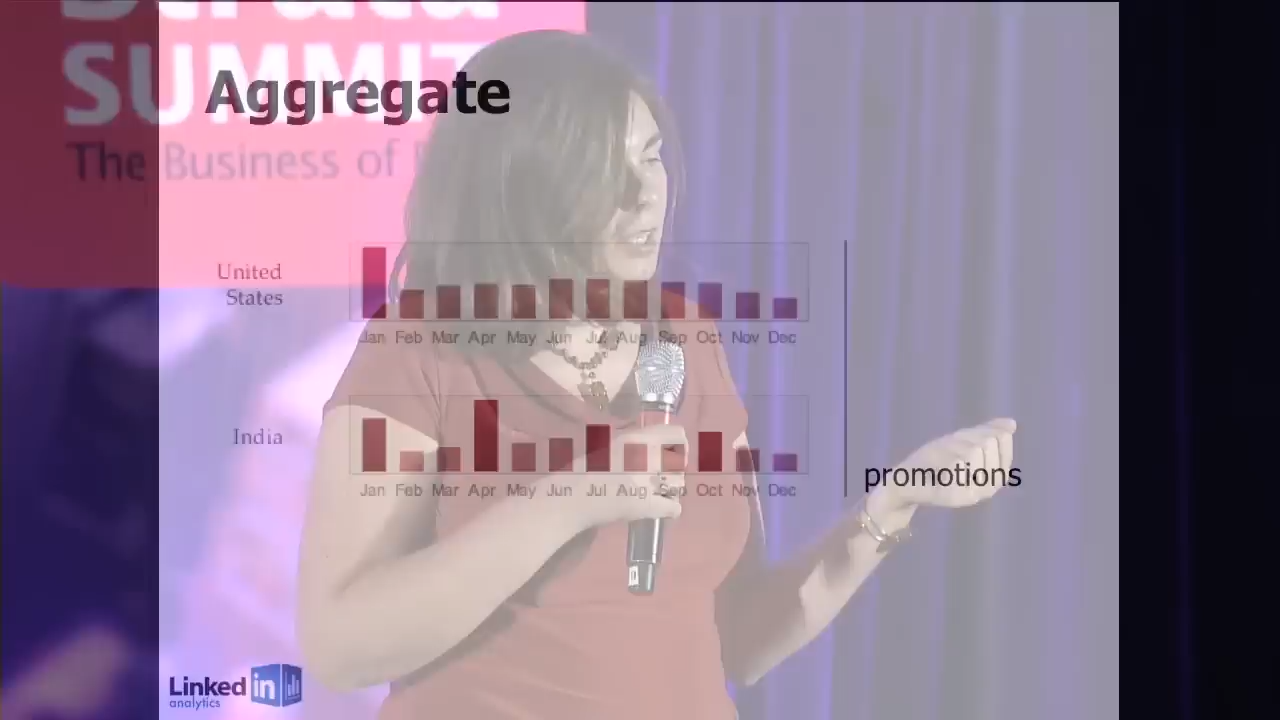 SUMMIT
The Business of
Aggregate
United
States
Jan Feb Mar Apr May Jun Jul Aug Sep Oct Nov Dec
India
Jan Feb Mar Apr May Jun Jul Aug Sep Oct Nov Dec
promotions
Linked in
analytics